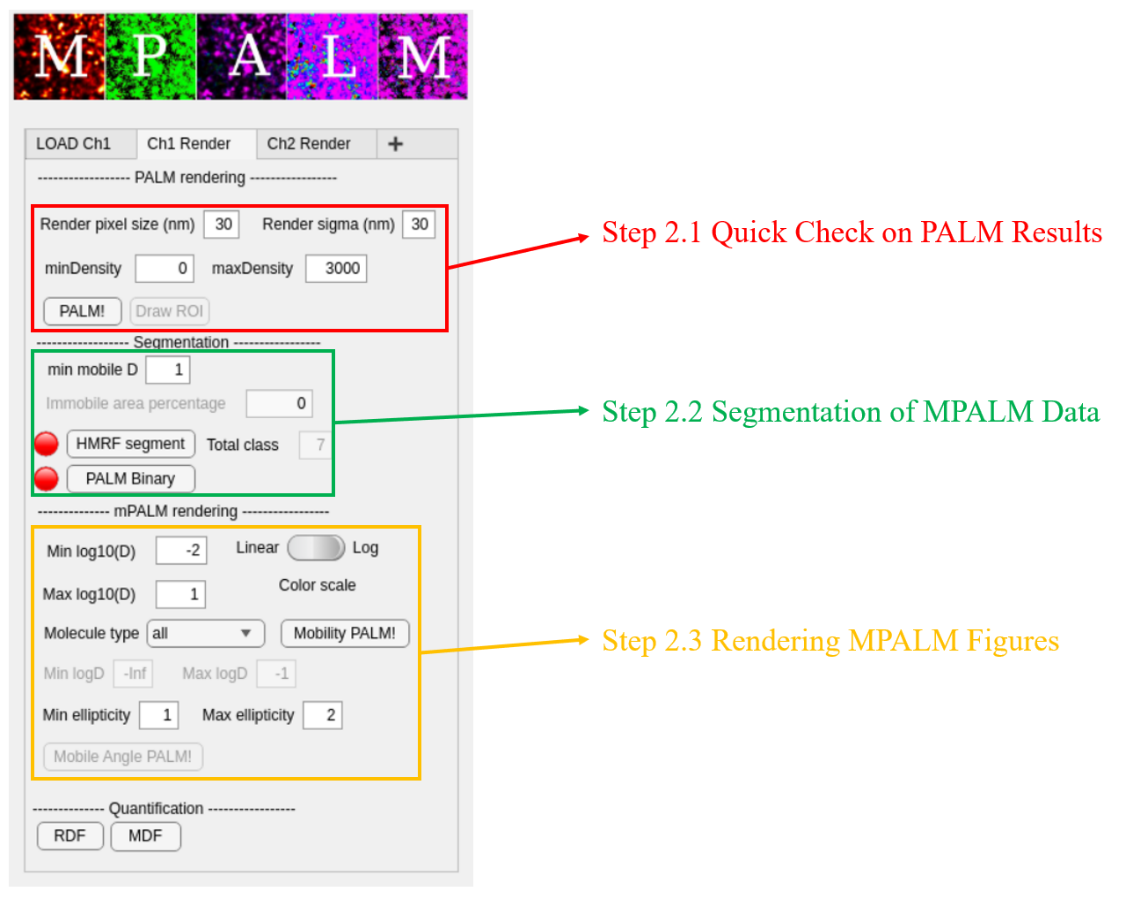 M P A L M
LOAD Ch1 Ch1 Render Ch2 Render +
------------------ PALM rendering -----------------
Render pixel size (nm) 30 Render sigma (nm) 30
Step 2.1 Quick Check on PALM Results
minDensity 0 maxDensity 3000
PALM! Draw ROI
------------------ Segmentation -----------------
min mobile D 1
Immobile area percentage 0
Step 2.2 Segmentation of MPALM Data
HMRF segment Total class 7
PALM Binary
-------------- mPALM rendering -----------------
Min log10(D) -2 Linear Log
Max log10(D) 1 Color scale
Molecule type all Mobility PALM!
Step 2.3 Rendering MPALM Figures
Min logD -Inf Max logD -1
Min ellipticity 1 Max ellipticity 2
Mobile Angle PALM!
-------------- Quantification -----------------
RDF MDF